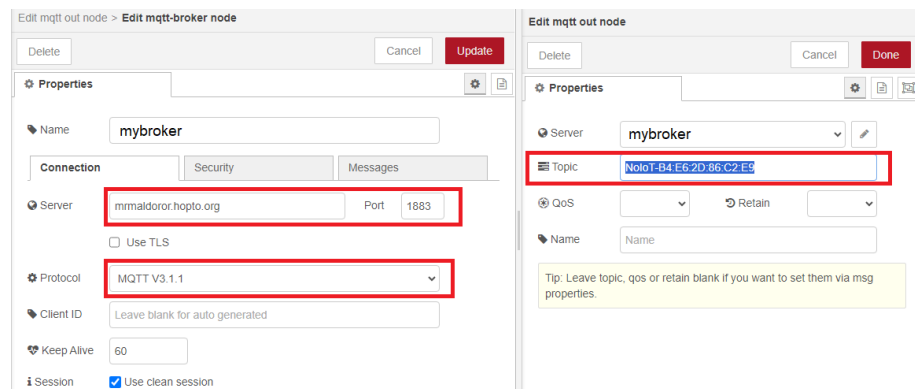 Edit mqtt out node > Edit mqtt-broker node
Delete
Cancel
Update
Properties
Name
mybroker
Connection
Security
Messages
Server
mrmaldoror.hopto.org
Port
1883
Use TLS
Protocol
MQTT V3.1.1
Client ID
Leave blank for auto generated
Keep Alive
60
Session
Use clean session
Edit mqtt out node
Delete
Cancel
Done
Properties
Server
mybroker
Topic
NoIoT-B4:E6:2D:86:C2:E9
QoS
Retain
Name
Name
Tip: Leave topic, qos or retain blank if you want to set them via msg
properties.